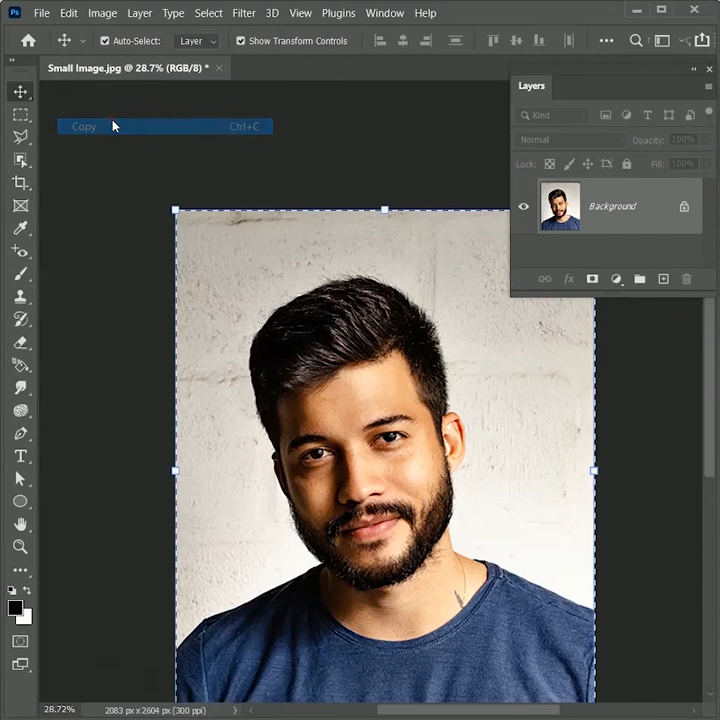 Ps File Edit Image Layer Type Select Filter 3D View Plugins Window Help
Auto-Select: Layer Show Transform Controls
Small Image.jpg @ 28.7% (RGB/8) *
Layers
Kind
Copy Ctrl+C
Normal Opacity: 100%
Lock: Fill: 100%
Background
fx
28.72% 2083 px x 2604 px (300 ppi)